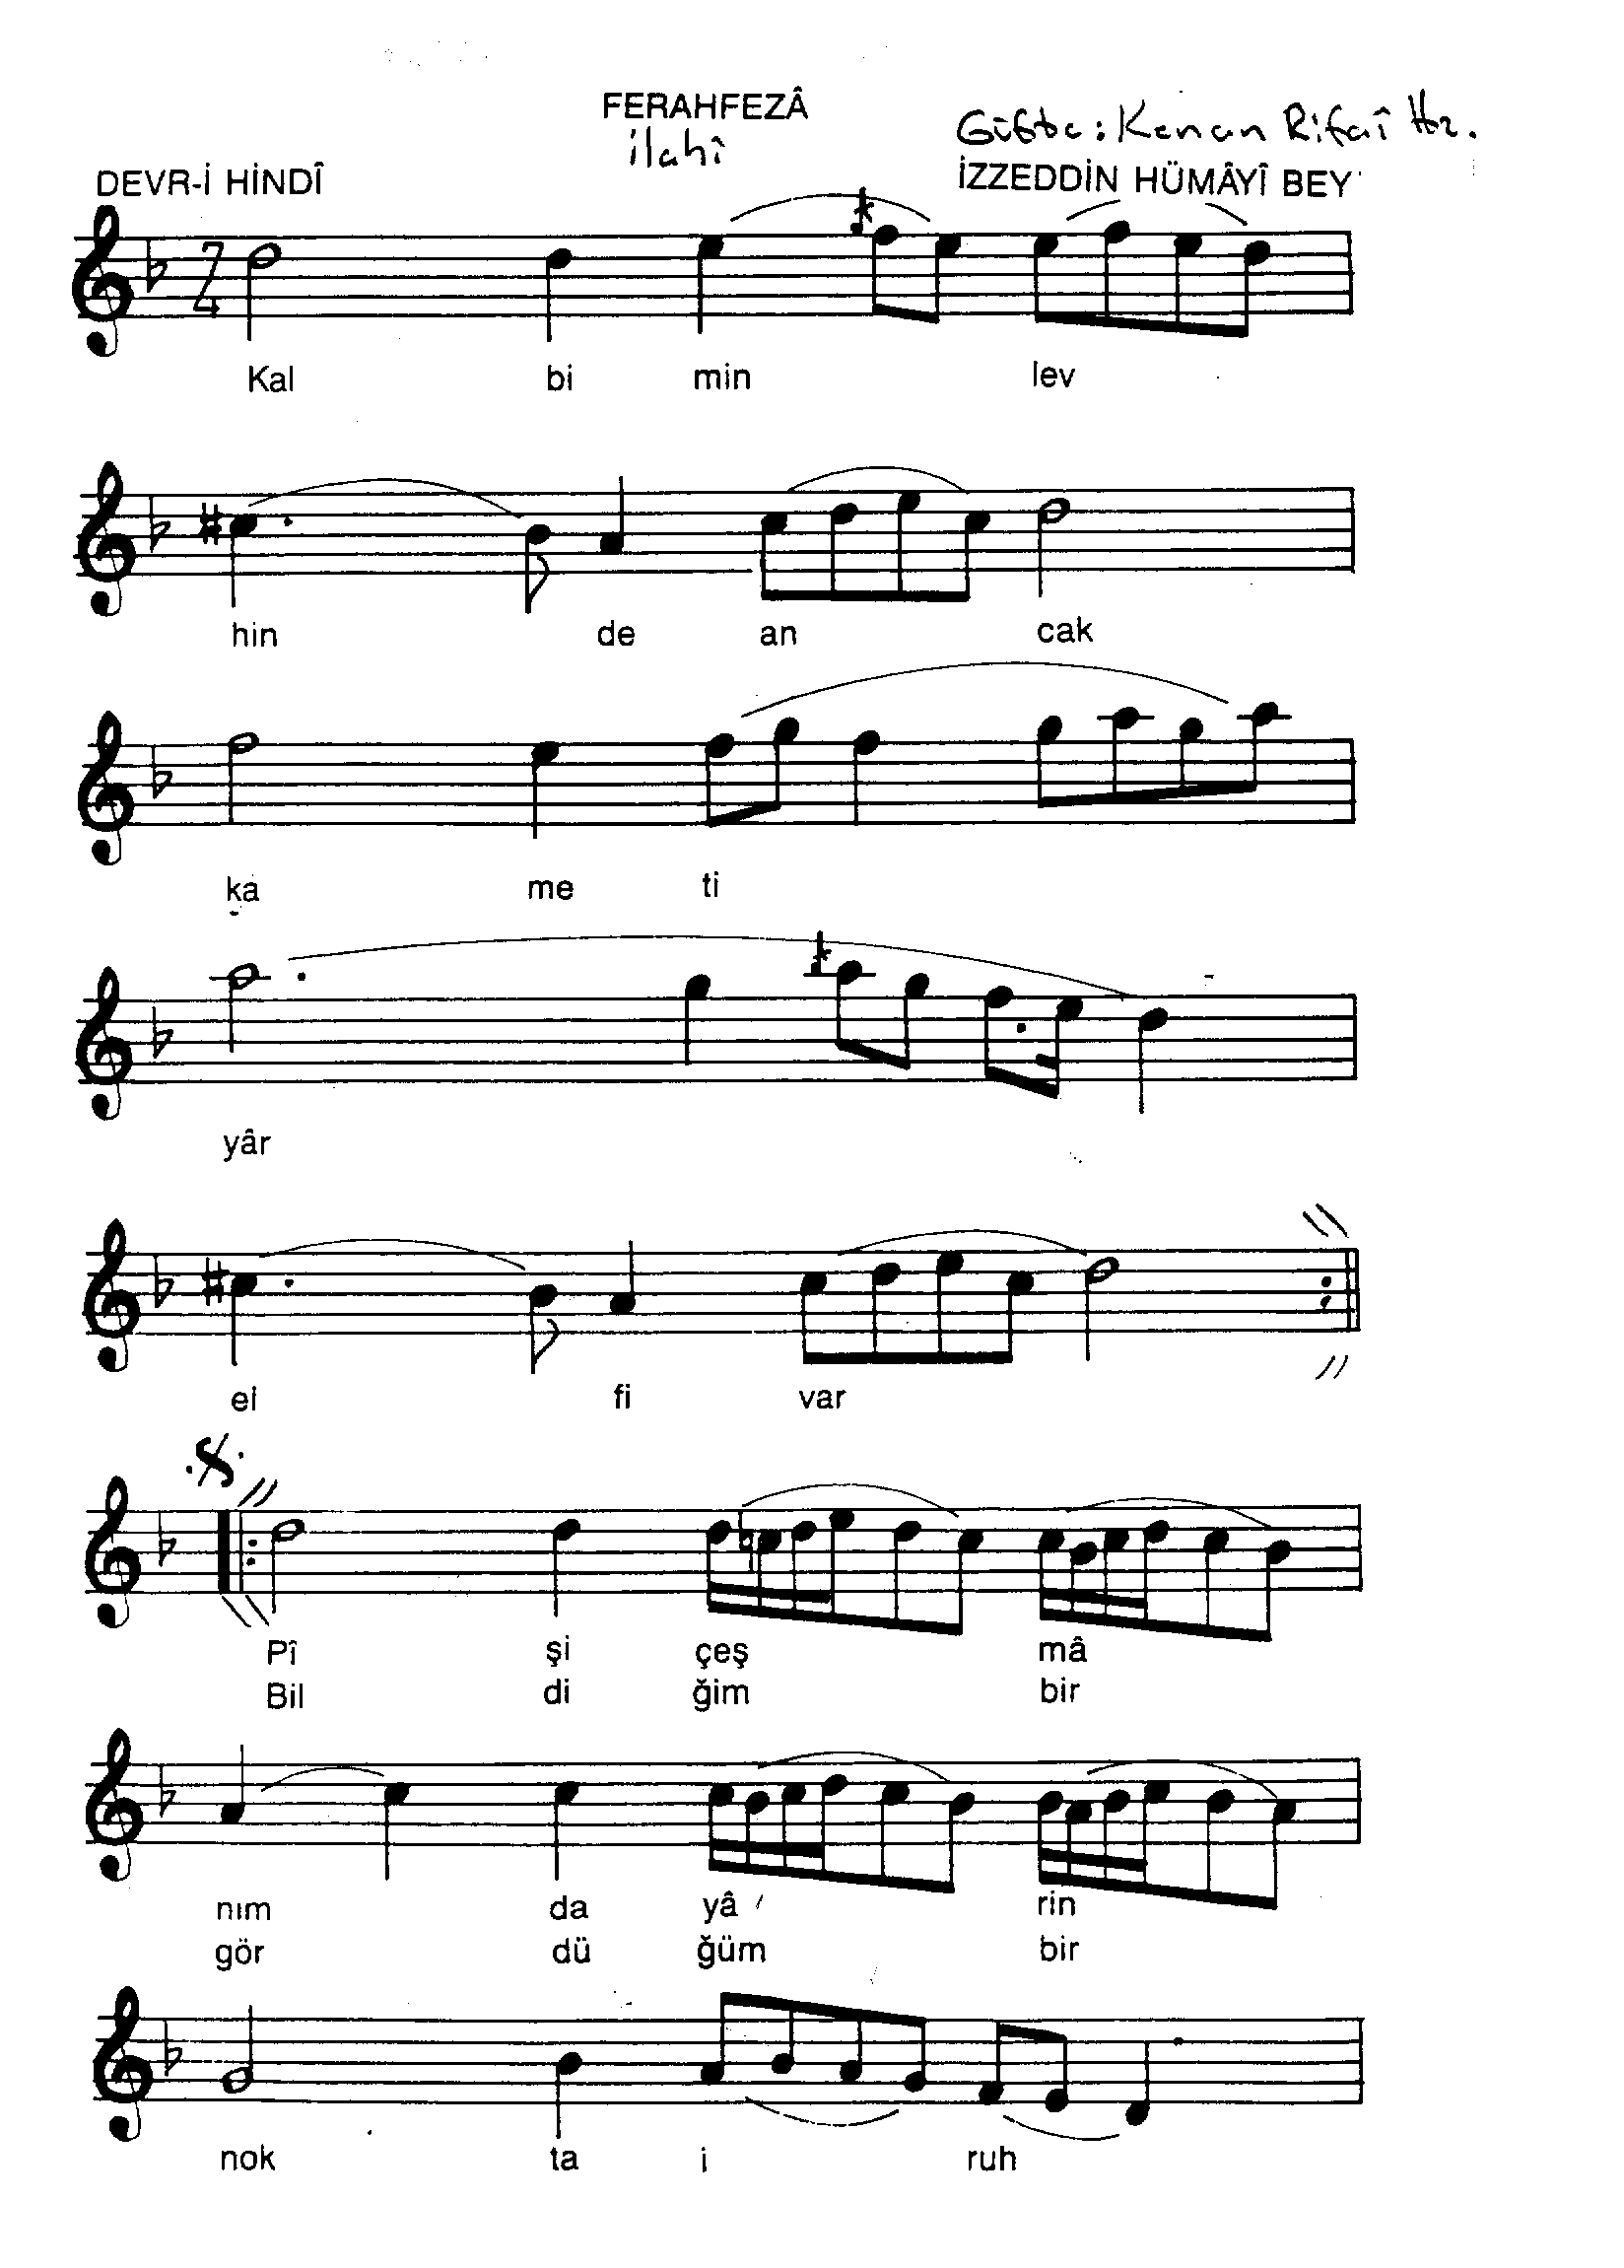 FERAHFEZÂ
ilahî
Güfte: Kenan Rifaî Hz.
DEVR-İ HİNDÎ
İZZEDDİN HÜMÂYÎ BEY
7
4
Kal bi min lev
hin de an cak
ka me ti
yâr
el fi var
Pî şi çeş mâ
Bil di ğim bir
nım da yâ rin
gör dü ğüm bir
nok ta i ruh